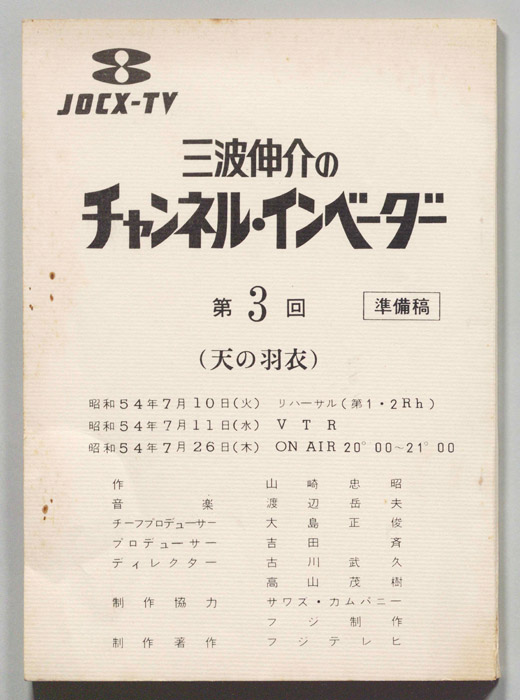 JOCX-TV
三波伸介の
チャンネル・インベーダー
第3回 準備稿
(天の羽衣)
昭和54年7月10日(火) リハーサル(第1・2Rh)
昭和54年7月11日(水) VTR
昭和54年7月26日(木) ON AIR 20°00~21°00
作 山崎忠昭
音楽 渡辺岳夫
チーフプロデューサー 大島正俊
プロデューサー 吉田斉
ディレクター 古川武久
高山茂樹
制作協力 サワズ・カムパニー
フジ制作
制作著作 フジテレビ